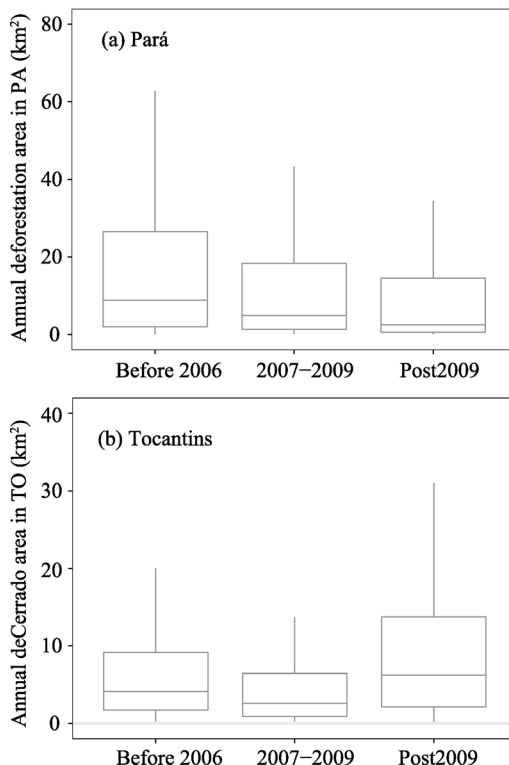 Annual deforestation area in PA (km²)
80
60
40
20
0
(a) Pará
Before 2006
2007−2009
Post2009
Annual deCerrado area in TO (km²)
40
30
20
10
0
(b) Tocantins
Before 2006
2007−2009
Post2009